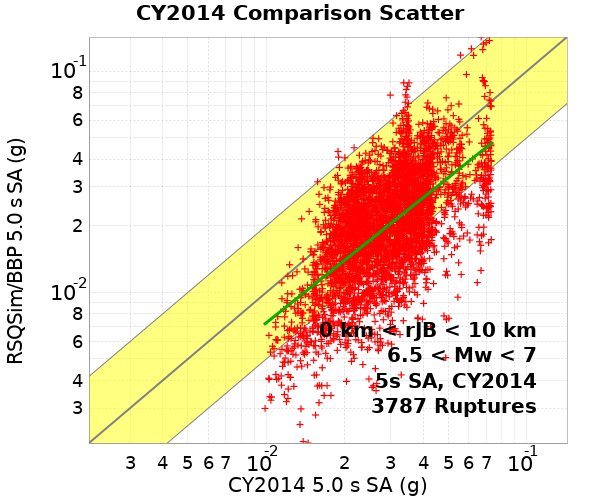 CY2014 Comparison Scatter
RSQSim/BBP 5.0 s SA (g)
10-1
8
6
4
3
2
10-2
8
6
4
3
0 km < rJB < 10 km
6.5 < Mw < 7
5s SA, CY2014
3787 Ruptures
3 4 5 6 7 10-2 2 3 4 5 6 7 10-1
CY2014 5.0 s SA (g)